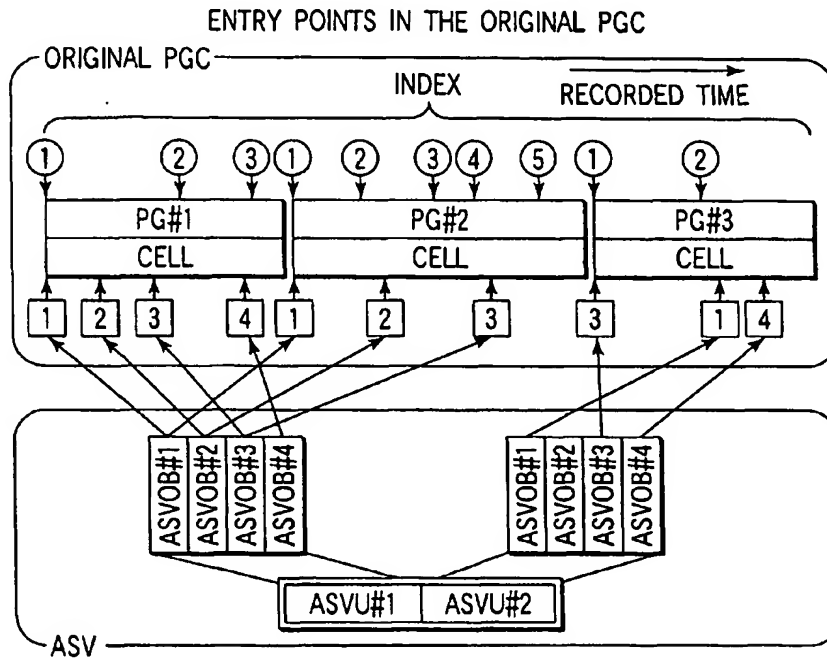 ENTRY POINTS IN THE ORIGINAL PGC
ORIGINAL PGC
INDEX
RECORDED TIME
1 2 3 1 2 3 4 5 1 2
PG#1 PG#2 PG#3
CELL CELL CELL
1 2 3 4 1 2 3 3 1 4
ASVOB#1 ASVOB#2 ASVOB#3 ASVOB#4 ASVOB#1 ASVOB#2 ASVOB#3 ASVOB#4
ASVU#1 ASVU#2
ASV